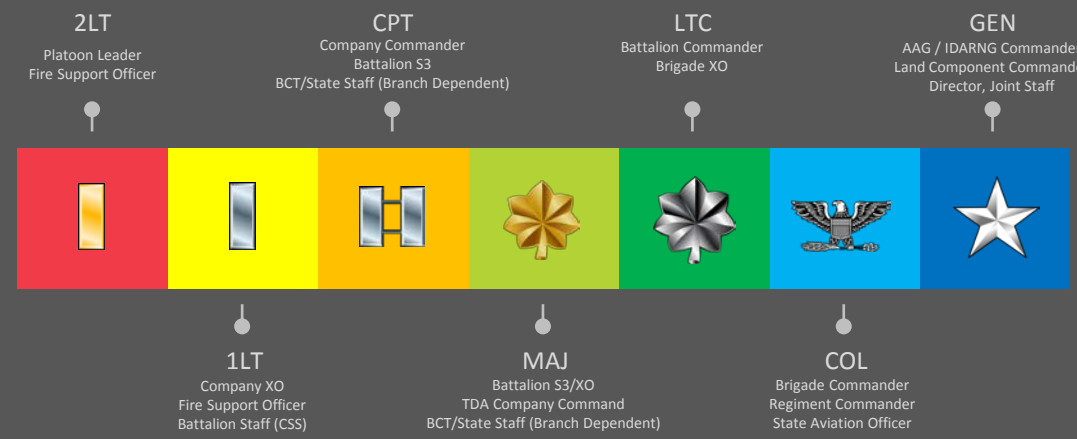 2LT
Platoon Leader
Fire Support Officer
CPT
Company Commander
Battalion S3
BCT/State Staff (Branch Dependent)
LTC
Battalion Commander
Brigade XO
GEN
AAG / IDARNG Commander
Land Component Command
Director, Joint Staff
1LT
Company XO
Fire Support Officer
Battalion Staff (CSS)
MAJ
Battalion S3/XO
TDA Company Command
BCT/State Staff (Branch Dependent)
COL
Brigade Commander
Regiment Commander
State Aviation Officer